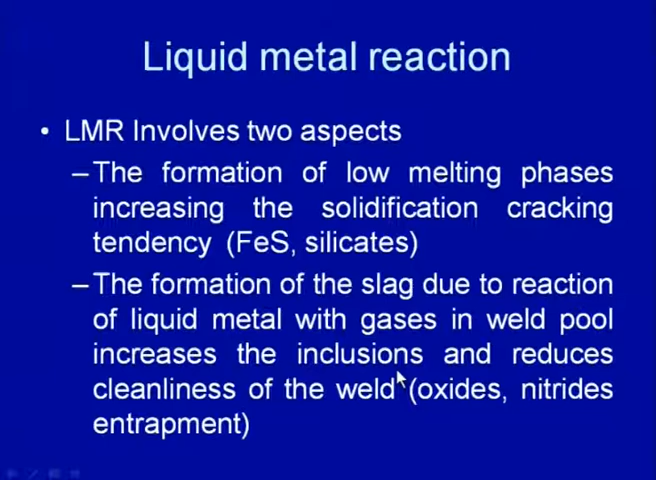 Liquid metal reaction
• LMR Involves two aspects
–The formation of low melting phases
increasing the solidification cracking
tendency (FeS, silicates)
–The formation of the slag due to reaction
of liquid metal with gases in weld pool
increases the inclusions and reduces
cleanliness of the weld (oxides, nitrides
entrapment)